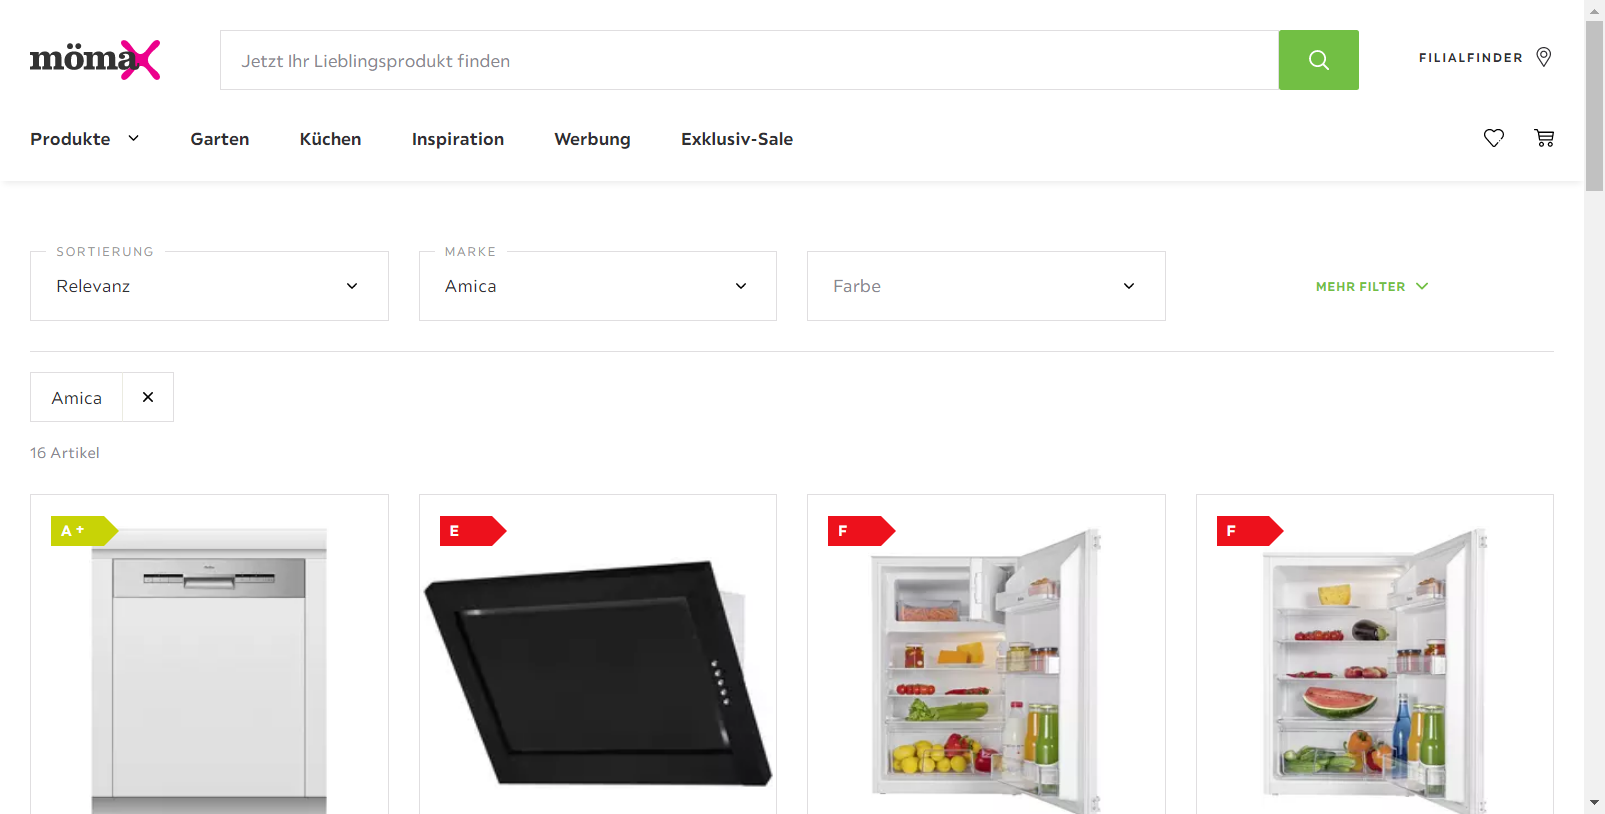 mömax
Jetzt Ihr Lieblingsprodukt finden
FILIALFINDER
Produkte
Garten
Küchen
Inspiration
Werbung
Exklusiv-Sale
SORTIERUNG
Relevanz
MARKE
Amica
Farbe
MEHR FILTER
Amica
16 Artikel
A+
E
F
F